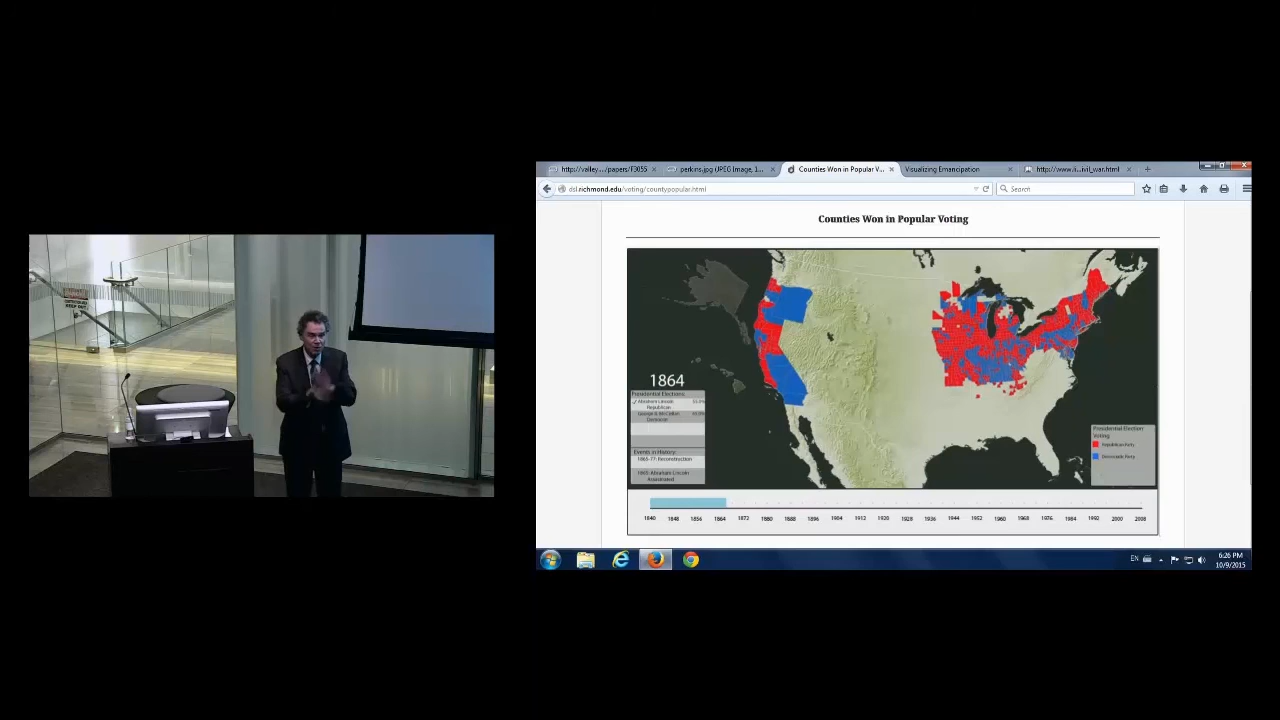 KEEP OUT
http://valley.../papers/F3055
perkins.jpg (JPEG Image, 1...
Counties Won in Popular V...
Visualizing Emancipation
http://www.ii...ivil_war.html
dsl.richmond.edu/voting/countypopular.html
Search
Counties Won in Popular Voting
1864
Presidential Elections:
Abraham Lincoln
Republican
George B McClellan
Democrat
Events in History:
1865-77: Reconstruction
1865: Abraham Lincoln
Assassinated
Presidential Election
Voting
Republican Party
Democratic Party
1840 1848 1856 1864 1872 1880 1888 1896 1904 1912 1920 1928 1936 1944 1952 1960 1968 1976 1984 1992 2000 2008
EN
6:26 PM
10/9/2015